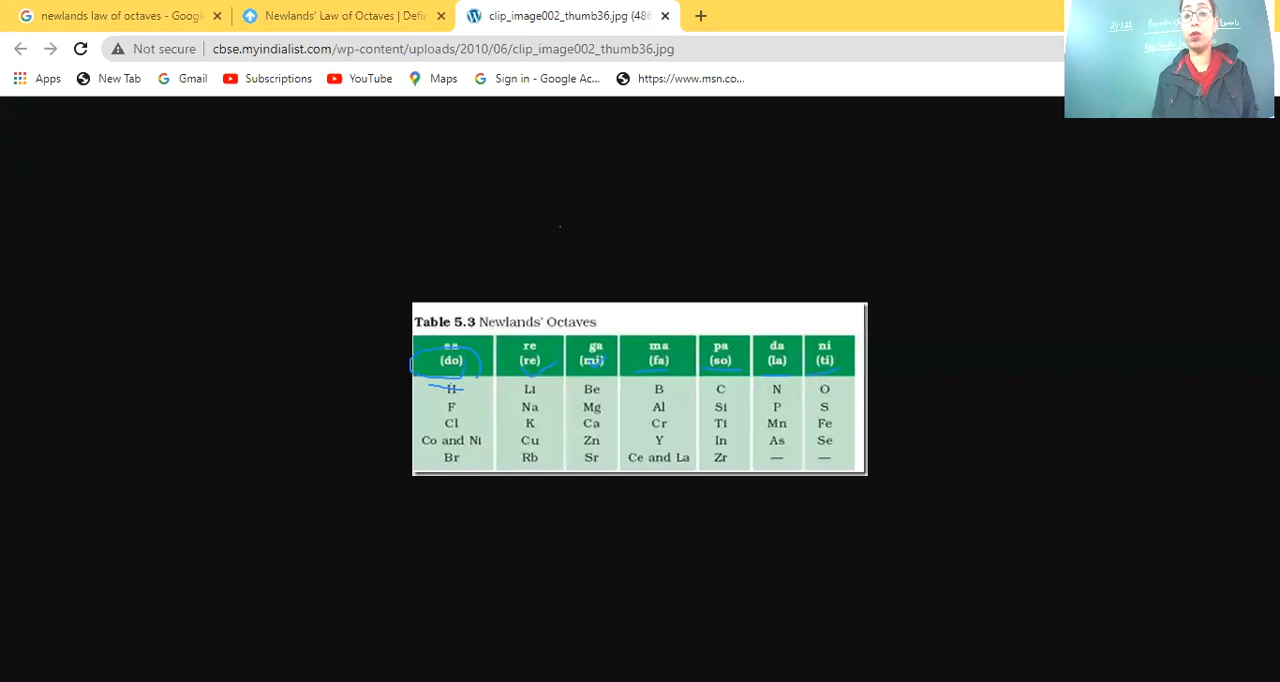 newlands law of octaves - Goog
Newlands' Law of Octaves | Defi
clip_image002_thumb36.jpg (486
Not secure
cbse.myindialist.com/wp-content/uploads/2010/06/clip_image002_thumb36.jpg
Apps New Tab Gmail Subscriptions YouTube Maps Sign in - Google Ac... https://www.msn.co...
Table 5.3 Newlands' Octaves
sa re ga ma pa da ni
(do) (re) (mi) (fa) (so) (la) (ti)
H Li Be B C N O
F Na Mg Al Si P S
Cl K Ca Cr Ti Mn Fe
Co and Ni Cu Zn Y In As Se
Br Rb Sr Ce and La Zr — —